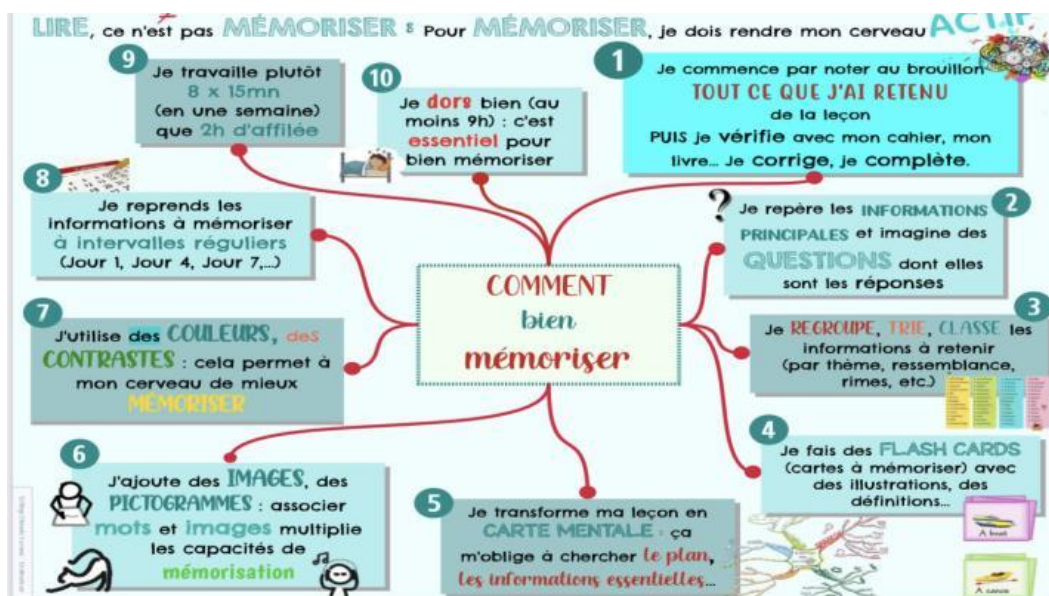 LIRE, ce n'est pas MÉMORISER : Pour MÉMORISER, je dois rendre mon cerveau ACTIF
1
Je commence par noter au brouillon
TOUT CE QUE J'AI RETENU
de la leçon
PUIS je vérifie avec mon cahier, mon
livre... Je corrige, je complète.
2
?
Je repère les INFORMATIONS
PRINCIPALES et imagine des
QUESTIONS dont elles
sont les réponses
3
Je REGROUPE, TRIE, CLASSE les
informations à retenir
(par thème, ressemblance,
rimes, etc.)
4
Je fais des FLASH CARDS
(cartes à mémoriser) avec
des illustrations, des
définitions...
A boat
A canoe
5
Je transforme ma leçon en
CARTE MENTALE : ça
m'oblige à chercher le plan,
les informations essentielles...
6
J'ajoute des IMAGES, des
PICTOGRAMMES : associer
mots et images multiplie
les capacités de
mémorisation
7
J'utilise des COULEURS, des
CONTRASTES : cela permet à
mon cerveau de mieux
MÉMORISER
8
Je reprends les
informations à mémoriser
à intervalles réguliers
(Jour 1, Jour 4, Jour 7,...)
9
Je travaille plutôt
8 x 15mn
(en une semaine)
que 2h d'affilée
10
Je dors bien (au
moins 9h) : c'est
essentiel pour
bien mémoriser
COMMENT
bien
mémoriser